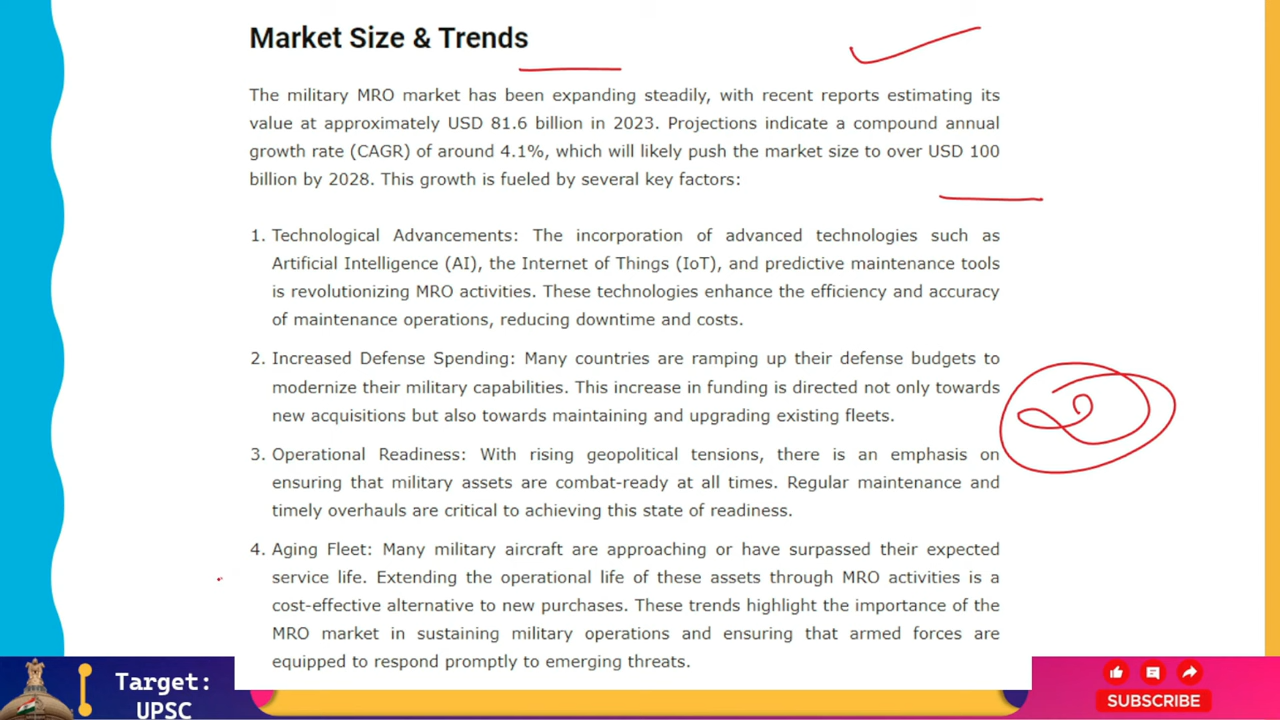 Market Size & Trends
The military MRO market has been expanding steadily, with recent reports estimating its
value at approximately USD 81.6 billion in 2023. Projections indicate a compound annual
growth rate (CAGR) of around 4.1%, which will likely push the market size to over USD 100
billion by 2028. This growth is fueled by several key factors:
1. Technological Advancements: The incorporation of advanced technologies such as
Artificial Intelligence (AI), the Internet of Things (IoT), and predictive maintenance tools
is revolutionizing MRO activities. These technologies enhance the efficiency and accuracy
of maintenance operations, reducing downtime and costs.
2. Increased Defense Spending: Many countries are ramping up their defense budgets to
modernize their military capabilities. This increase in funding is directed not only towards
new acquisitions but also towards maintaining and upgrading existing fleets.
3. Operational Readiness: With rising geopolitical tensions, there is an emphasis on
ensuring that military assets are combat-ready at all times. Regular maintenance and
timely overhauls are critical to achieving this state of readiness.
4. Aging Fleet: Many military aircraft are approaching or have surpassed their expected
service life. Extending the operational life of these assets through MRO activities is a
cost-effective alternative to new purchases. These trends highlight the importance of the
MRO market in sustaining military operations and ensuring that armed forces are
equipped to respond promptly to emerging threats.
Target:
UPSC
SUBSCRIBE